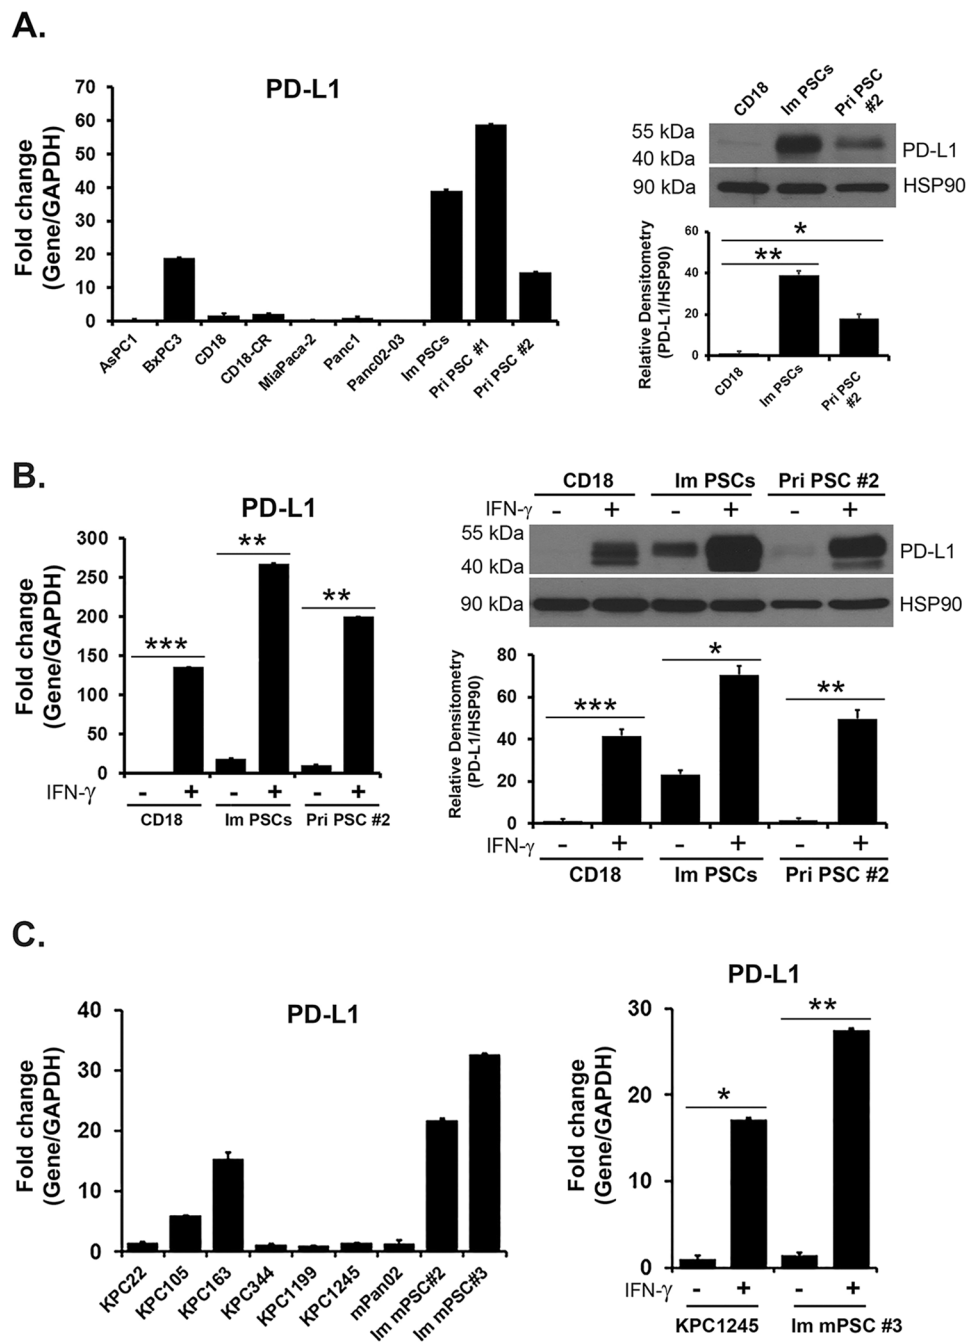 A.
PD-L1
Fold change
(Gene/GAPDH)
70
60
50
40
30
20
10
0
AsPC1
BxPC3
CD18
CD18-CR
MiaPaca-2
Panc1
Panc02-03
Im PSCs
Pri PSC #1
Pri PSC #2
CD18
Im PSCs
Pri PSC
#2
55 kDa
40 kDa
PD-L1
90 kDa
HSP90
Relative Densitometry
(PD-L1/HSP90)
60
40
20
0
*
**
CD18
Im PSCs
Pri PSC
#2
B.
PD-L1
Fold change
(Gene/GAPDH)
300
250
200
150
100
50
0
***
**
**
IFN-γ - + - + - +
CD18 Im PSCs Pri PSC #2
CD18 Im PSCs Pri PSC #2
IFN-γ - + - + - +
55 kDa
40 kDa
PD-L1
90 kDa
HSP90
Relative Densitometry
(PD-L1/HSP90)
80
60
40
20
0
***
*
**
IFN-γ - + - + - +
CD18 Im PSCs Pri PSC #2
C.
PD-L1
Fold change
(Gene/GAPDH)
40
30
20
10
0
KPC22
KPC105
KPC163
KPC344
KPC1199
KPC1245
mPan02
Im mPSC#2
Im mPSC#3
PD-L1
Fold change
(Gene/GAPDH)
30
20
10
0
*
**
IFN-γ - + - +
KPC1245 Im mPSC #3